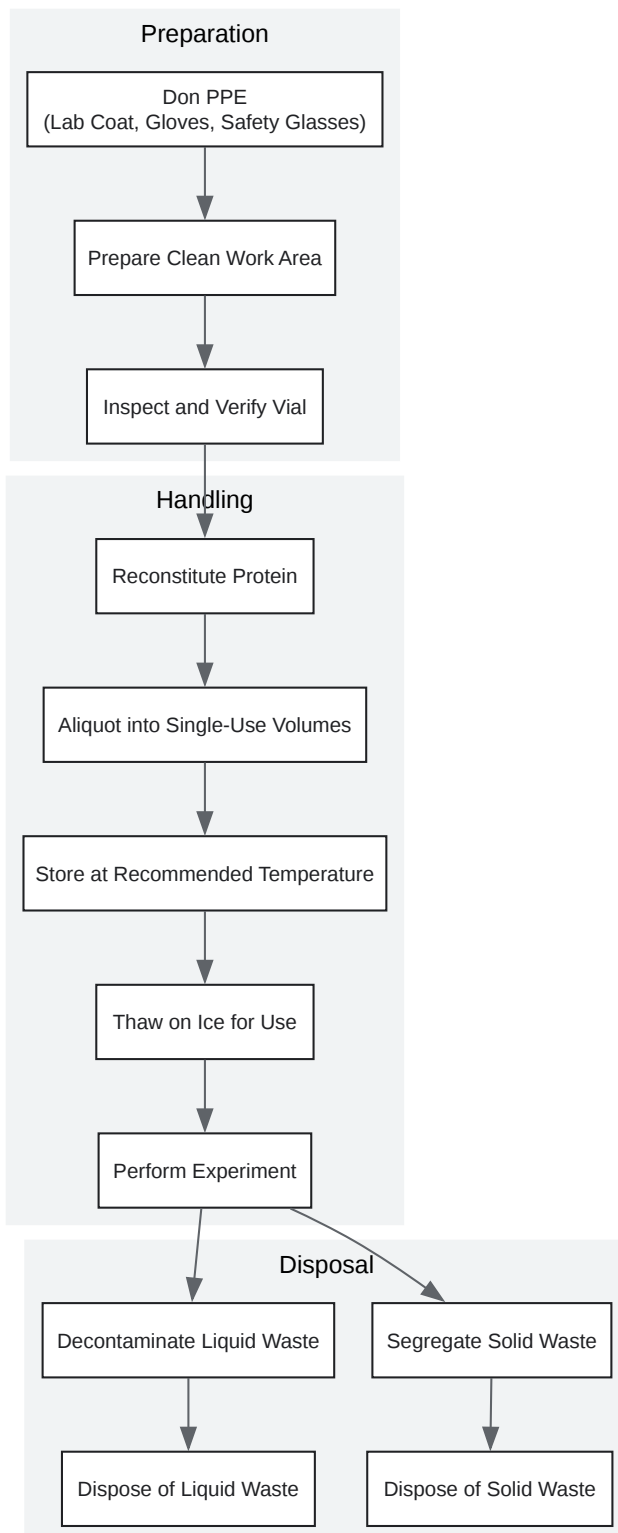 Preparation
Don PPE
(Lab Coat, Gloves, Safety Glasses)
Prepare Clean Work Area
Inspect and Verify Vial
Handling
Reconstitute Protein
Aliquot into Single-Use Volumes
Store at Recommended Temperature
Thaw on Ice for Use
Perform Experiment
Disposal
Decontaminate Liquid Waste
Segregate Solid Waste
Dispose of Liquid Waste
Dispose of Solid Waste